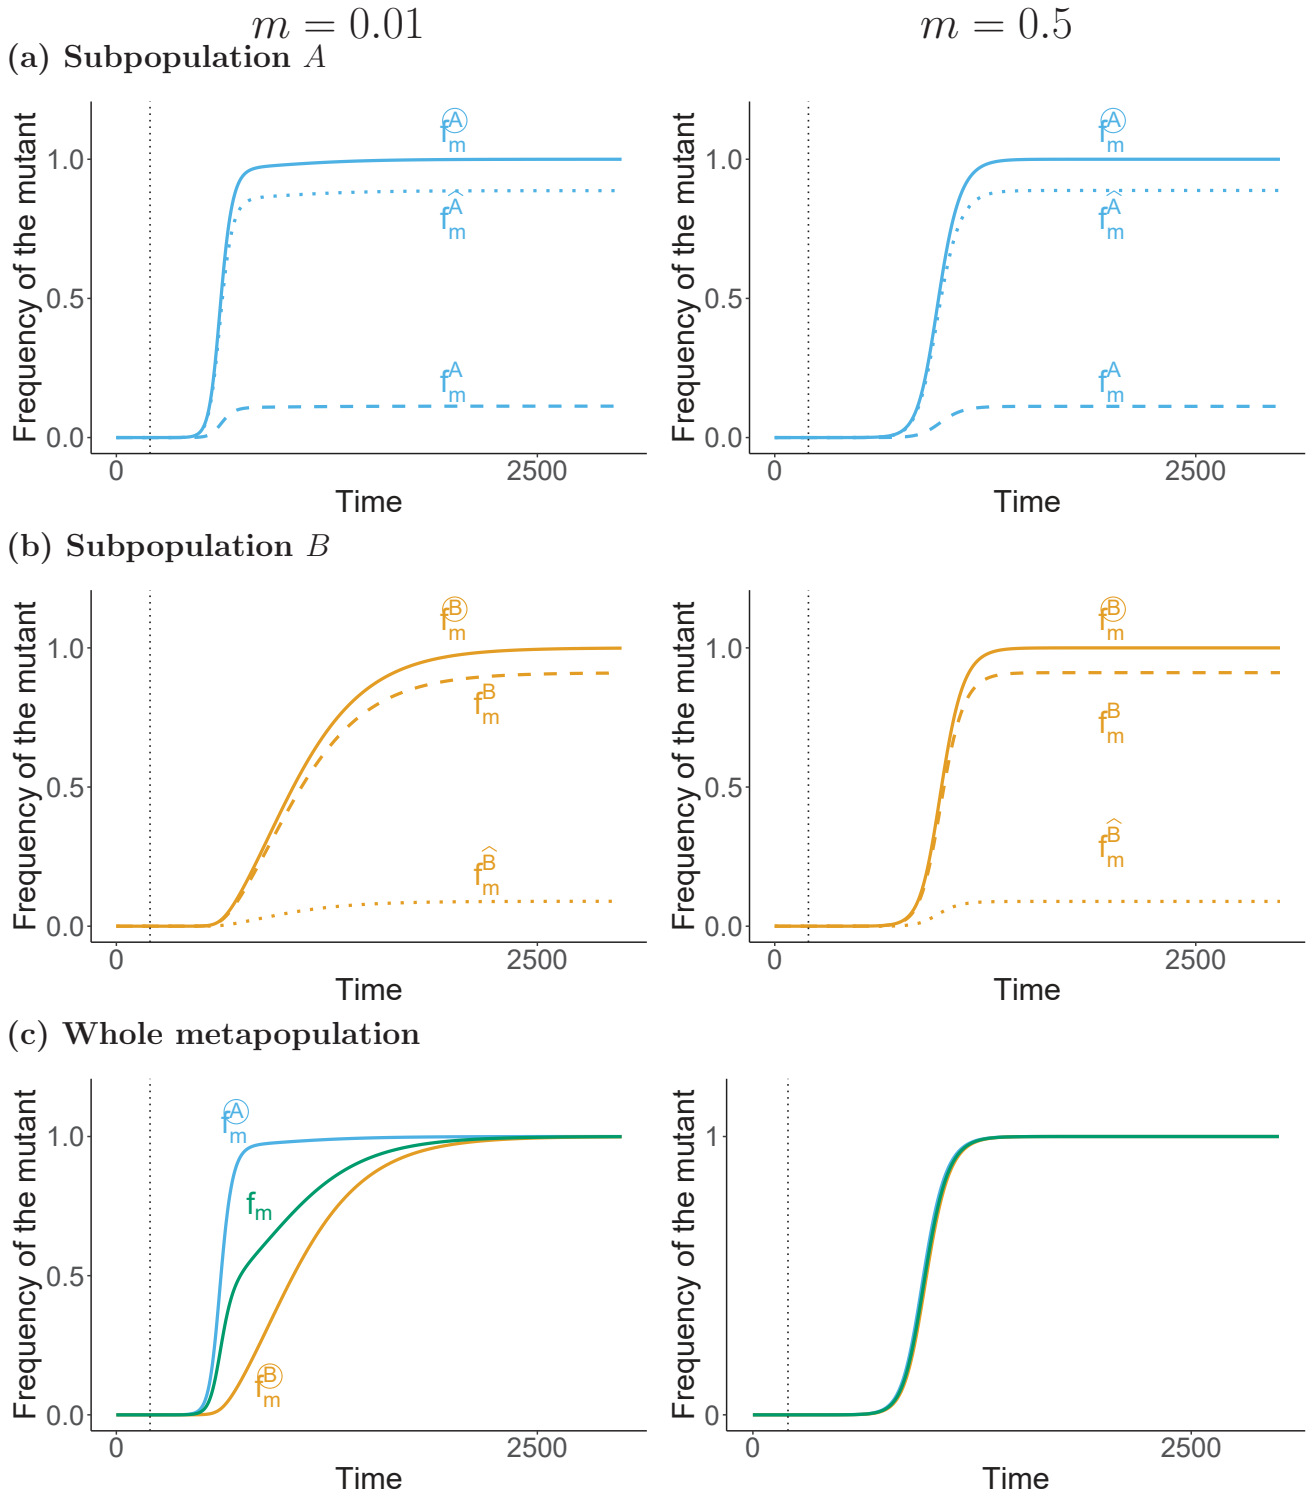 m = 0.01 m = 0.5
(a) Subpopulation A
Frequency of the mutant
1.0
0.5
0.0
f_m^Ⓐ
f_m^Â
f_m^A
0 2500
Time
Frequency of the mutant
1.0
0.5
0.0
f_m^Ⓐ
f_m^Â
f_m^A
0 2500
Time
(b) Subpopulation B
Frequency of the mutant
1.0
0.5
0.0
f_m^Ⓑ
f_m^B
f_m^B̂
0 2500
Time
Frequency of the mutant
1.0
0.5
0.0
f_m^Ⓑ
f_m^B
f_m^B̂
0 2500
Time
(c) Whole metapopulation
Frequency of the mutant
1.0
0.5
0.0
f_m^Ⓐ
f_m
f_m^Ⓑ
0 2500
Time
Frequency of the mutant
1
0
0 2500
Time